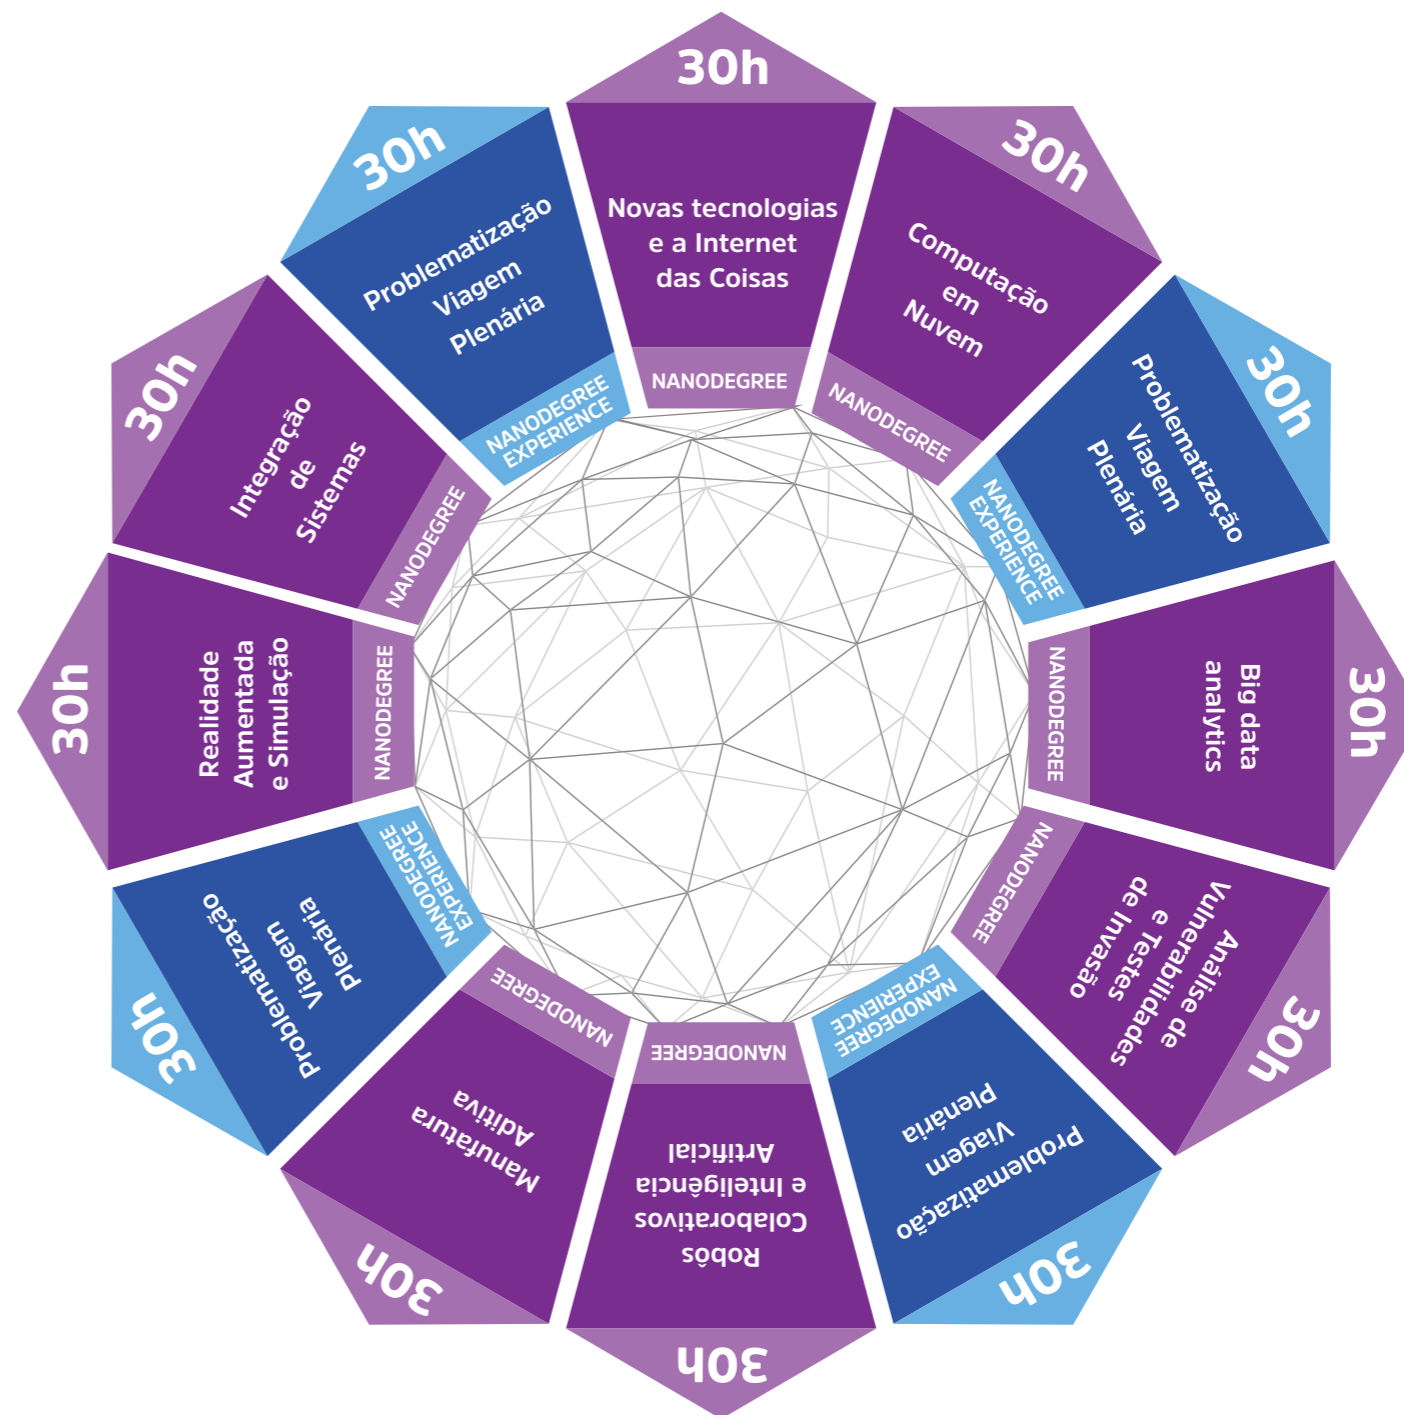 30h
Novas tecnologias
e a Internet
das Coisas
NANODEGREE
30h
Computação
em
Nuvem
NANODEGREE
30h
Problematização
Viagem
Plenária
NANODEGREE
EXPERIENCE
30h
Big data
analytics
NANODEGREE
30h
Análise de
Vulnerabilidades
e Testes
de Invasão
NANODEGREE
30h
Problematização
Viagem
Plenária
NANODEGREE
EXPERIENCE
30h
Robôs
Colaborativos
e Inteligência
Artificial
NANODEGREE
30h
Manufatura
Aditiva
NANODEGREE
30h
Problematização
Viagem
Plenária
NANODEGREE
EXPERIENCE
30h
Realidade
Aumentada
e Simulação
NANODEGREE
30h
Integração
de
Sistemas
NANODEGREE
30h
Problematização
Viagem
Plenária
NANODEGREE
EXPERIENCE